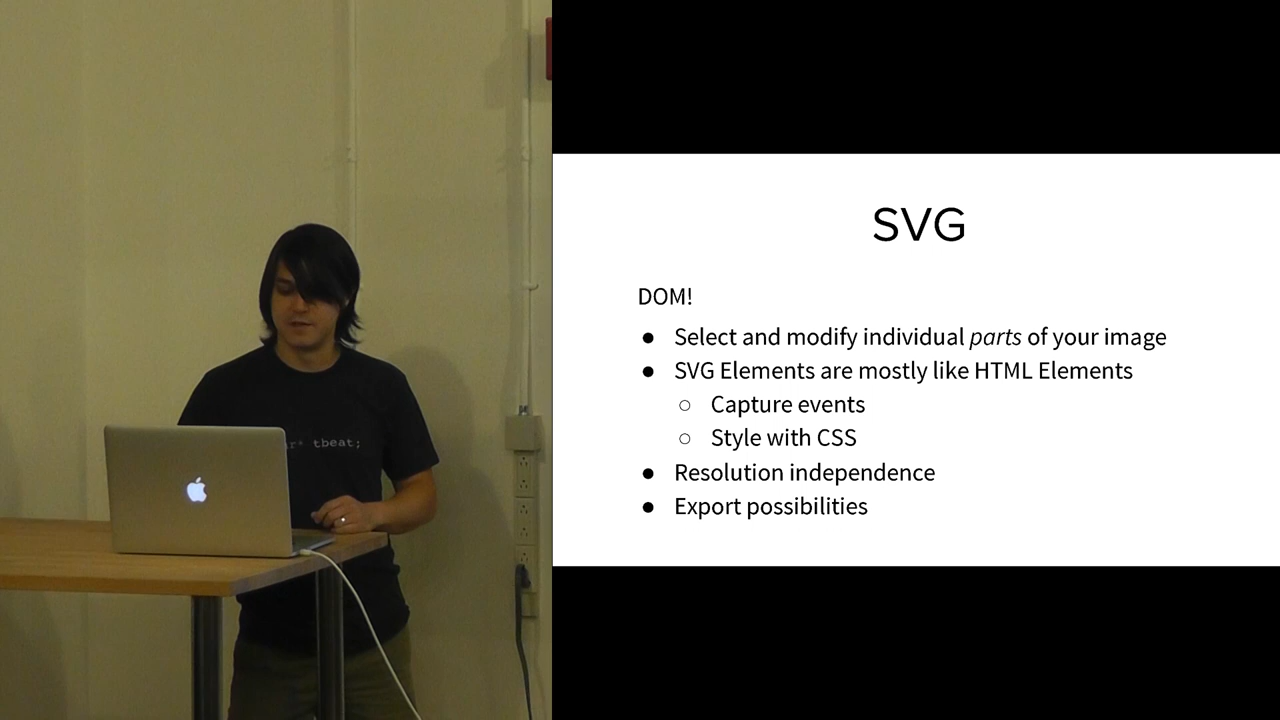 SVG
DOM!
● Select and modify individual parts of your image
● SVG Elements are mostly like HTML Elements
○ Capture events
○ Style with CSS
● Resolution independence
● Export possibilities
tbeat;